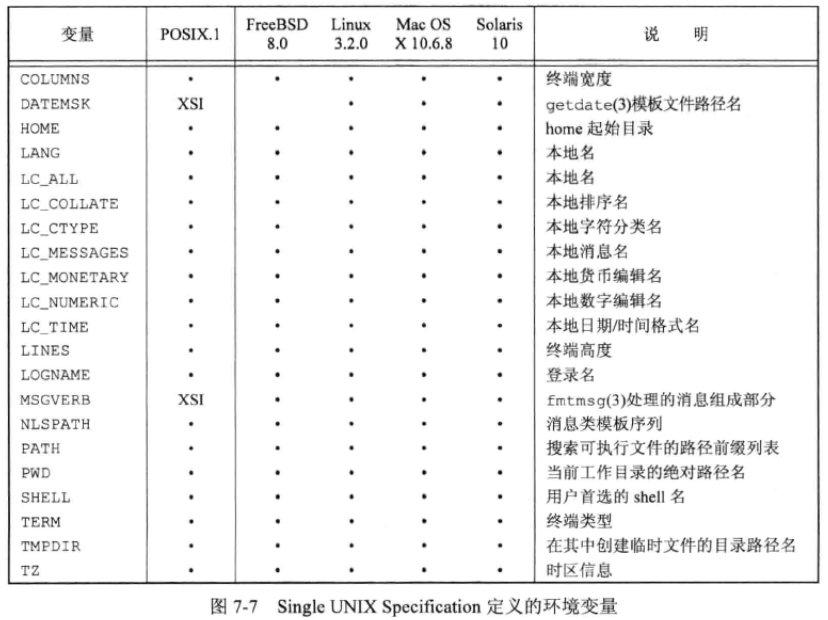 变量 POSIX.1 FreeBSD 8.0 Linux 3.2.0 Mac OS X 10.6.8 Solaris 10 说 明
COLUMNS • • • • • 终端宽度
DATEMSK XSI • • • getdate(3)模板文件路径名
HOME • • • • • home 起始目录
LANG • • • • • 本地名
LC_ALL • • • • • 本地名
LC_COLLATE • • • • • 本地排序名
LC_CTYPE • • • • • 本地字符分类名
LC_MESSAGES • • • • • 本地消息名
LC_MONETARY • • • • • 本地货币编辑名
LC_NUMERIC • • • • • 本地数字编辑名
LC_TIME • • • • • 本地日期/时间格式名
LINES • • • • • 终端高度
LOGNAME • • • • • 登录名
MSGVERB XSI • • • • fmtmsg(3)处理的消息组成部分
NLSPATH • • • • • 消息类模板序列
PATH • • • • • 搜索可执行文件的路径前缀列表
PWD • • • • • 当前工作目录的绝对路径名
SHELL • • • • • 用户首选的 shell 名
TERM • • • • • 终端类型
TMPDIR • • • • • 在其中创建临时文件的目录路径名
TZ • • • • • 时区信息
图 7-7 Single UNIX Specification 定义的环境变量